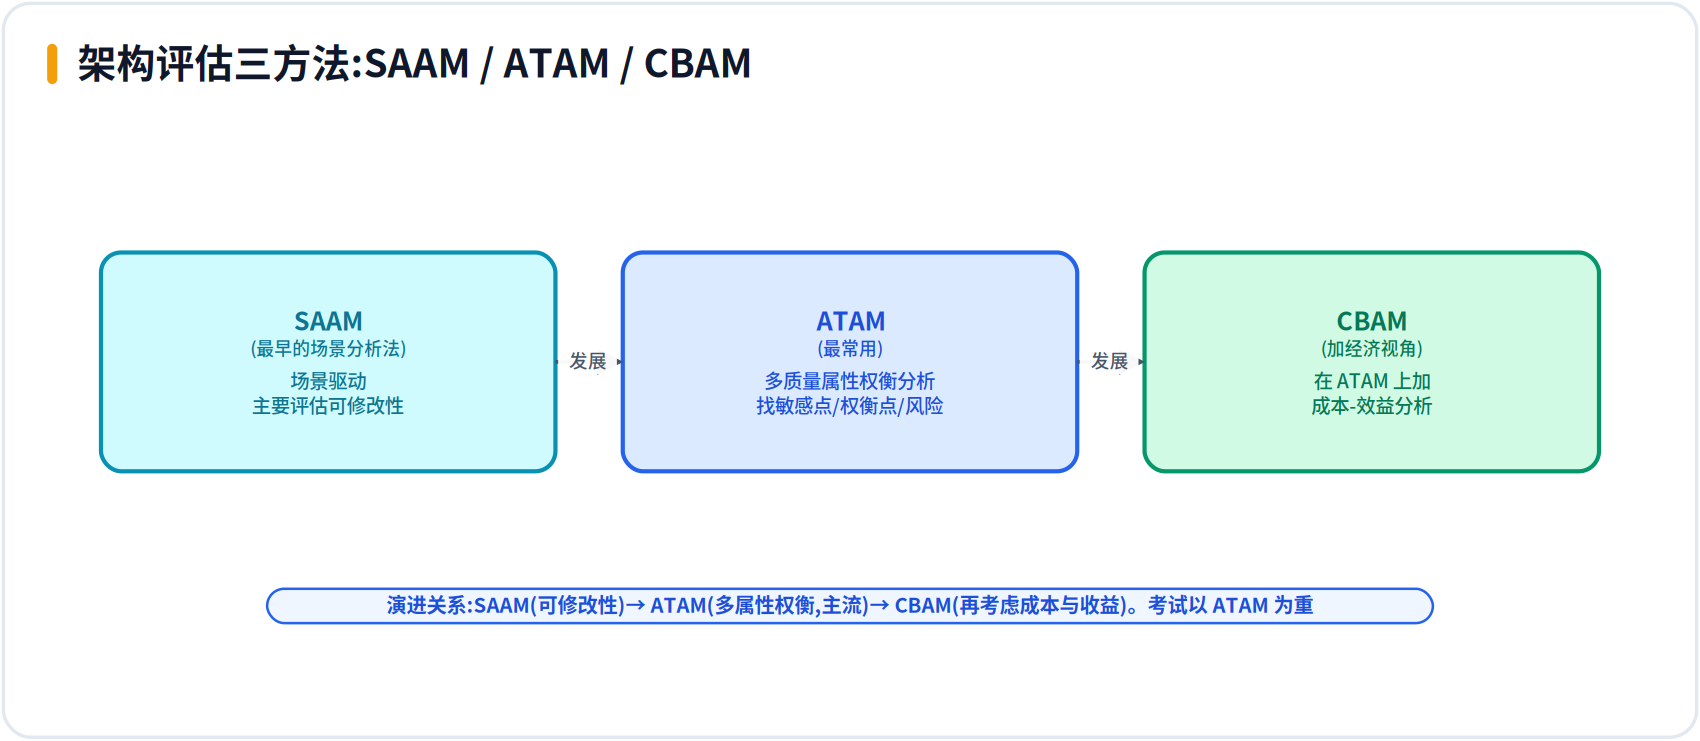 架构评估三方法:SAAM / ATAM / CBAM
SAAM
(最早的场景分析法)
场景驱动
主要评估可修改性
发展
ATAM
(最常用)
多质量属性权衡分析
找敏感点/权衡点/风险
发展
CBAM
(加经济视角)
在 ATAM 上加
成本-效益分析
演进关系:SAAM(可修改性)→ ATAM(多属性权衡,主流)→ CBAM(再考虑成本与收益)。考试以 ATAM 为重